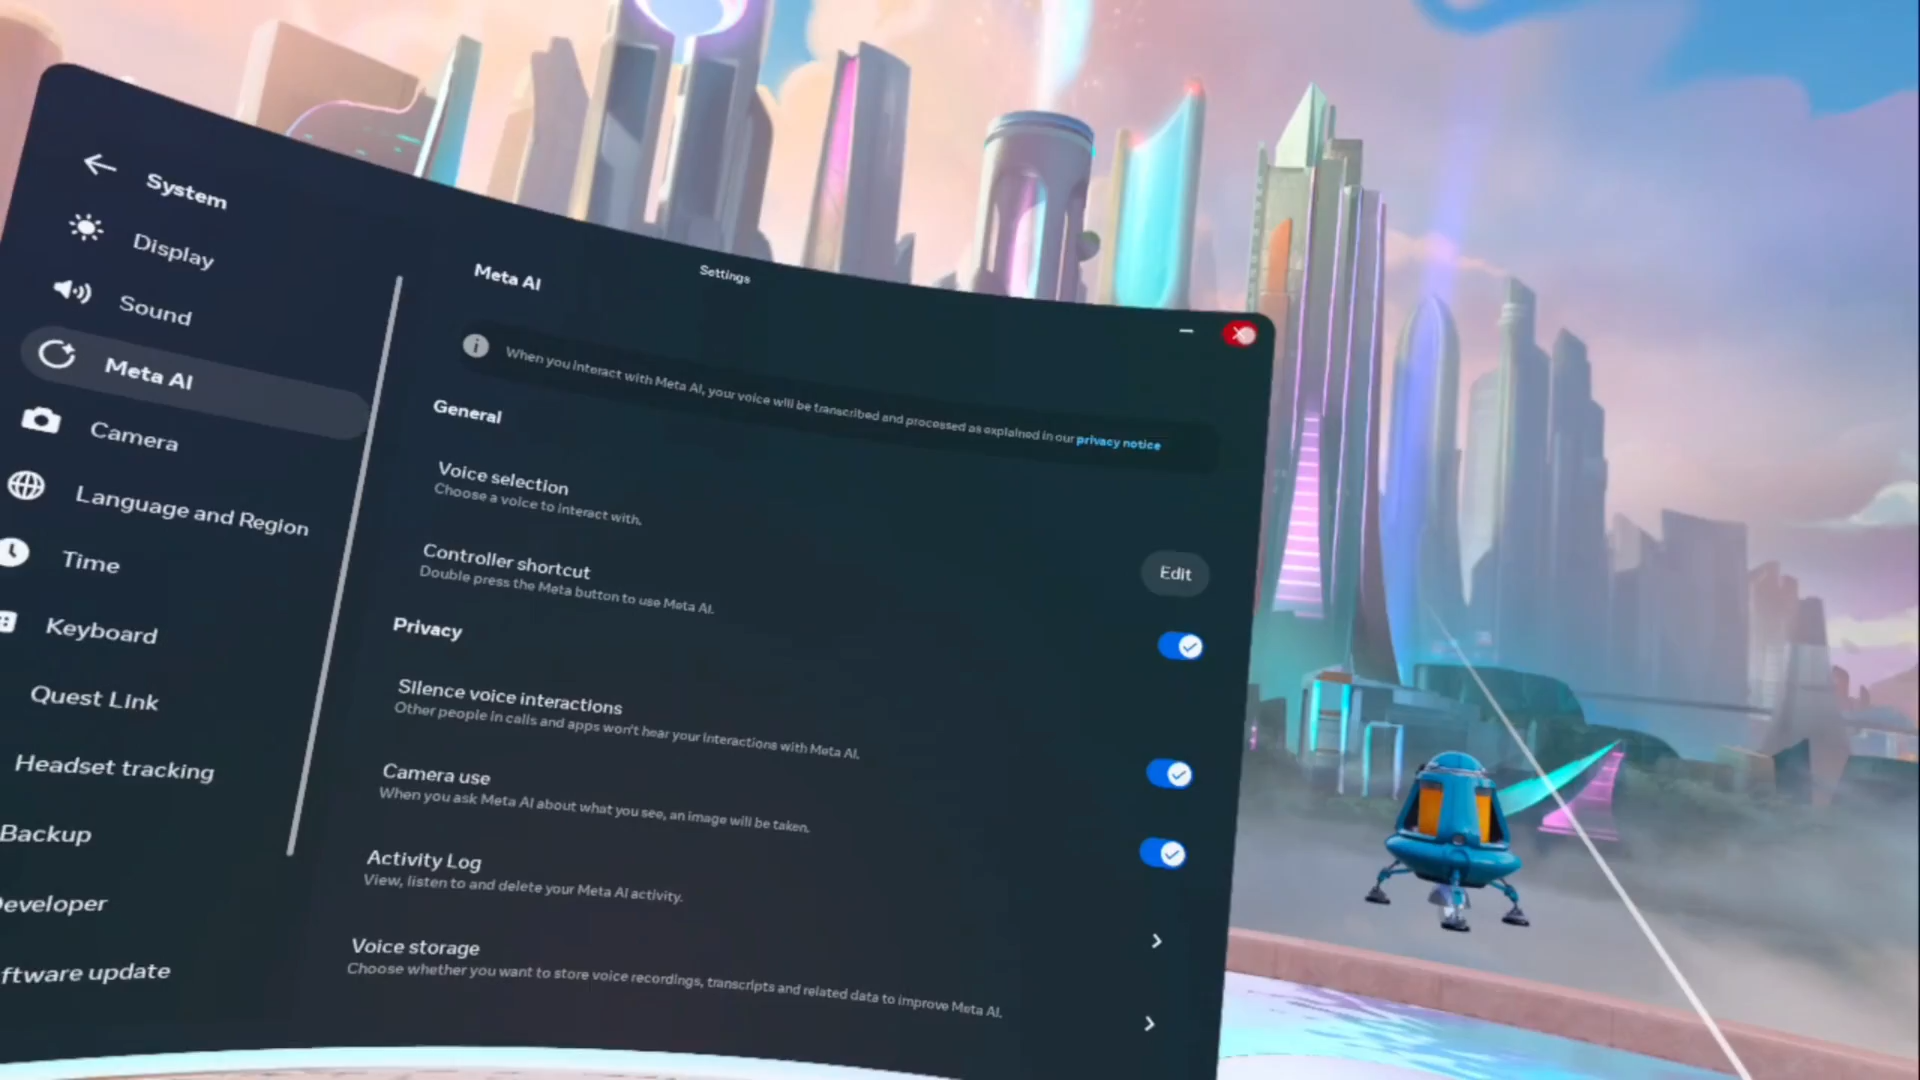 System
Display
Sound
Meta AI
Camera
Language and Region
Time
Keyboard
Quest Link
Headset tracking
Backup
eveloper
ftware update
Settings
Meta AI
When you interact with Meta AI, your voice will be transcribed and processed as explained in our privacy notice
General
Voice selection
Choose a voice to interact with.
Edit
Controller shortcut
Double press the Meta button to use Meta AI.
Privacy
Silence voice interactions
Other people in calls and apps won't hear your interactions with Meta AI.
Camera use
When you ask Meta AI about what you see, an image will be taken.
Activity Log
View, listen to and delete your Meta AI activity.
Voice storage
Choose whether you want to store voice recordings, transcripts and related data to improve Meta AI.